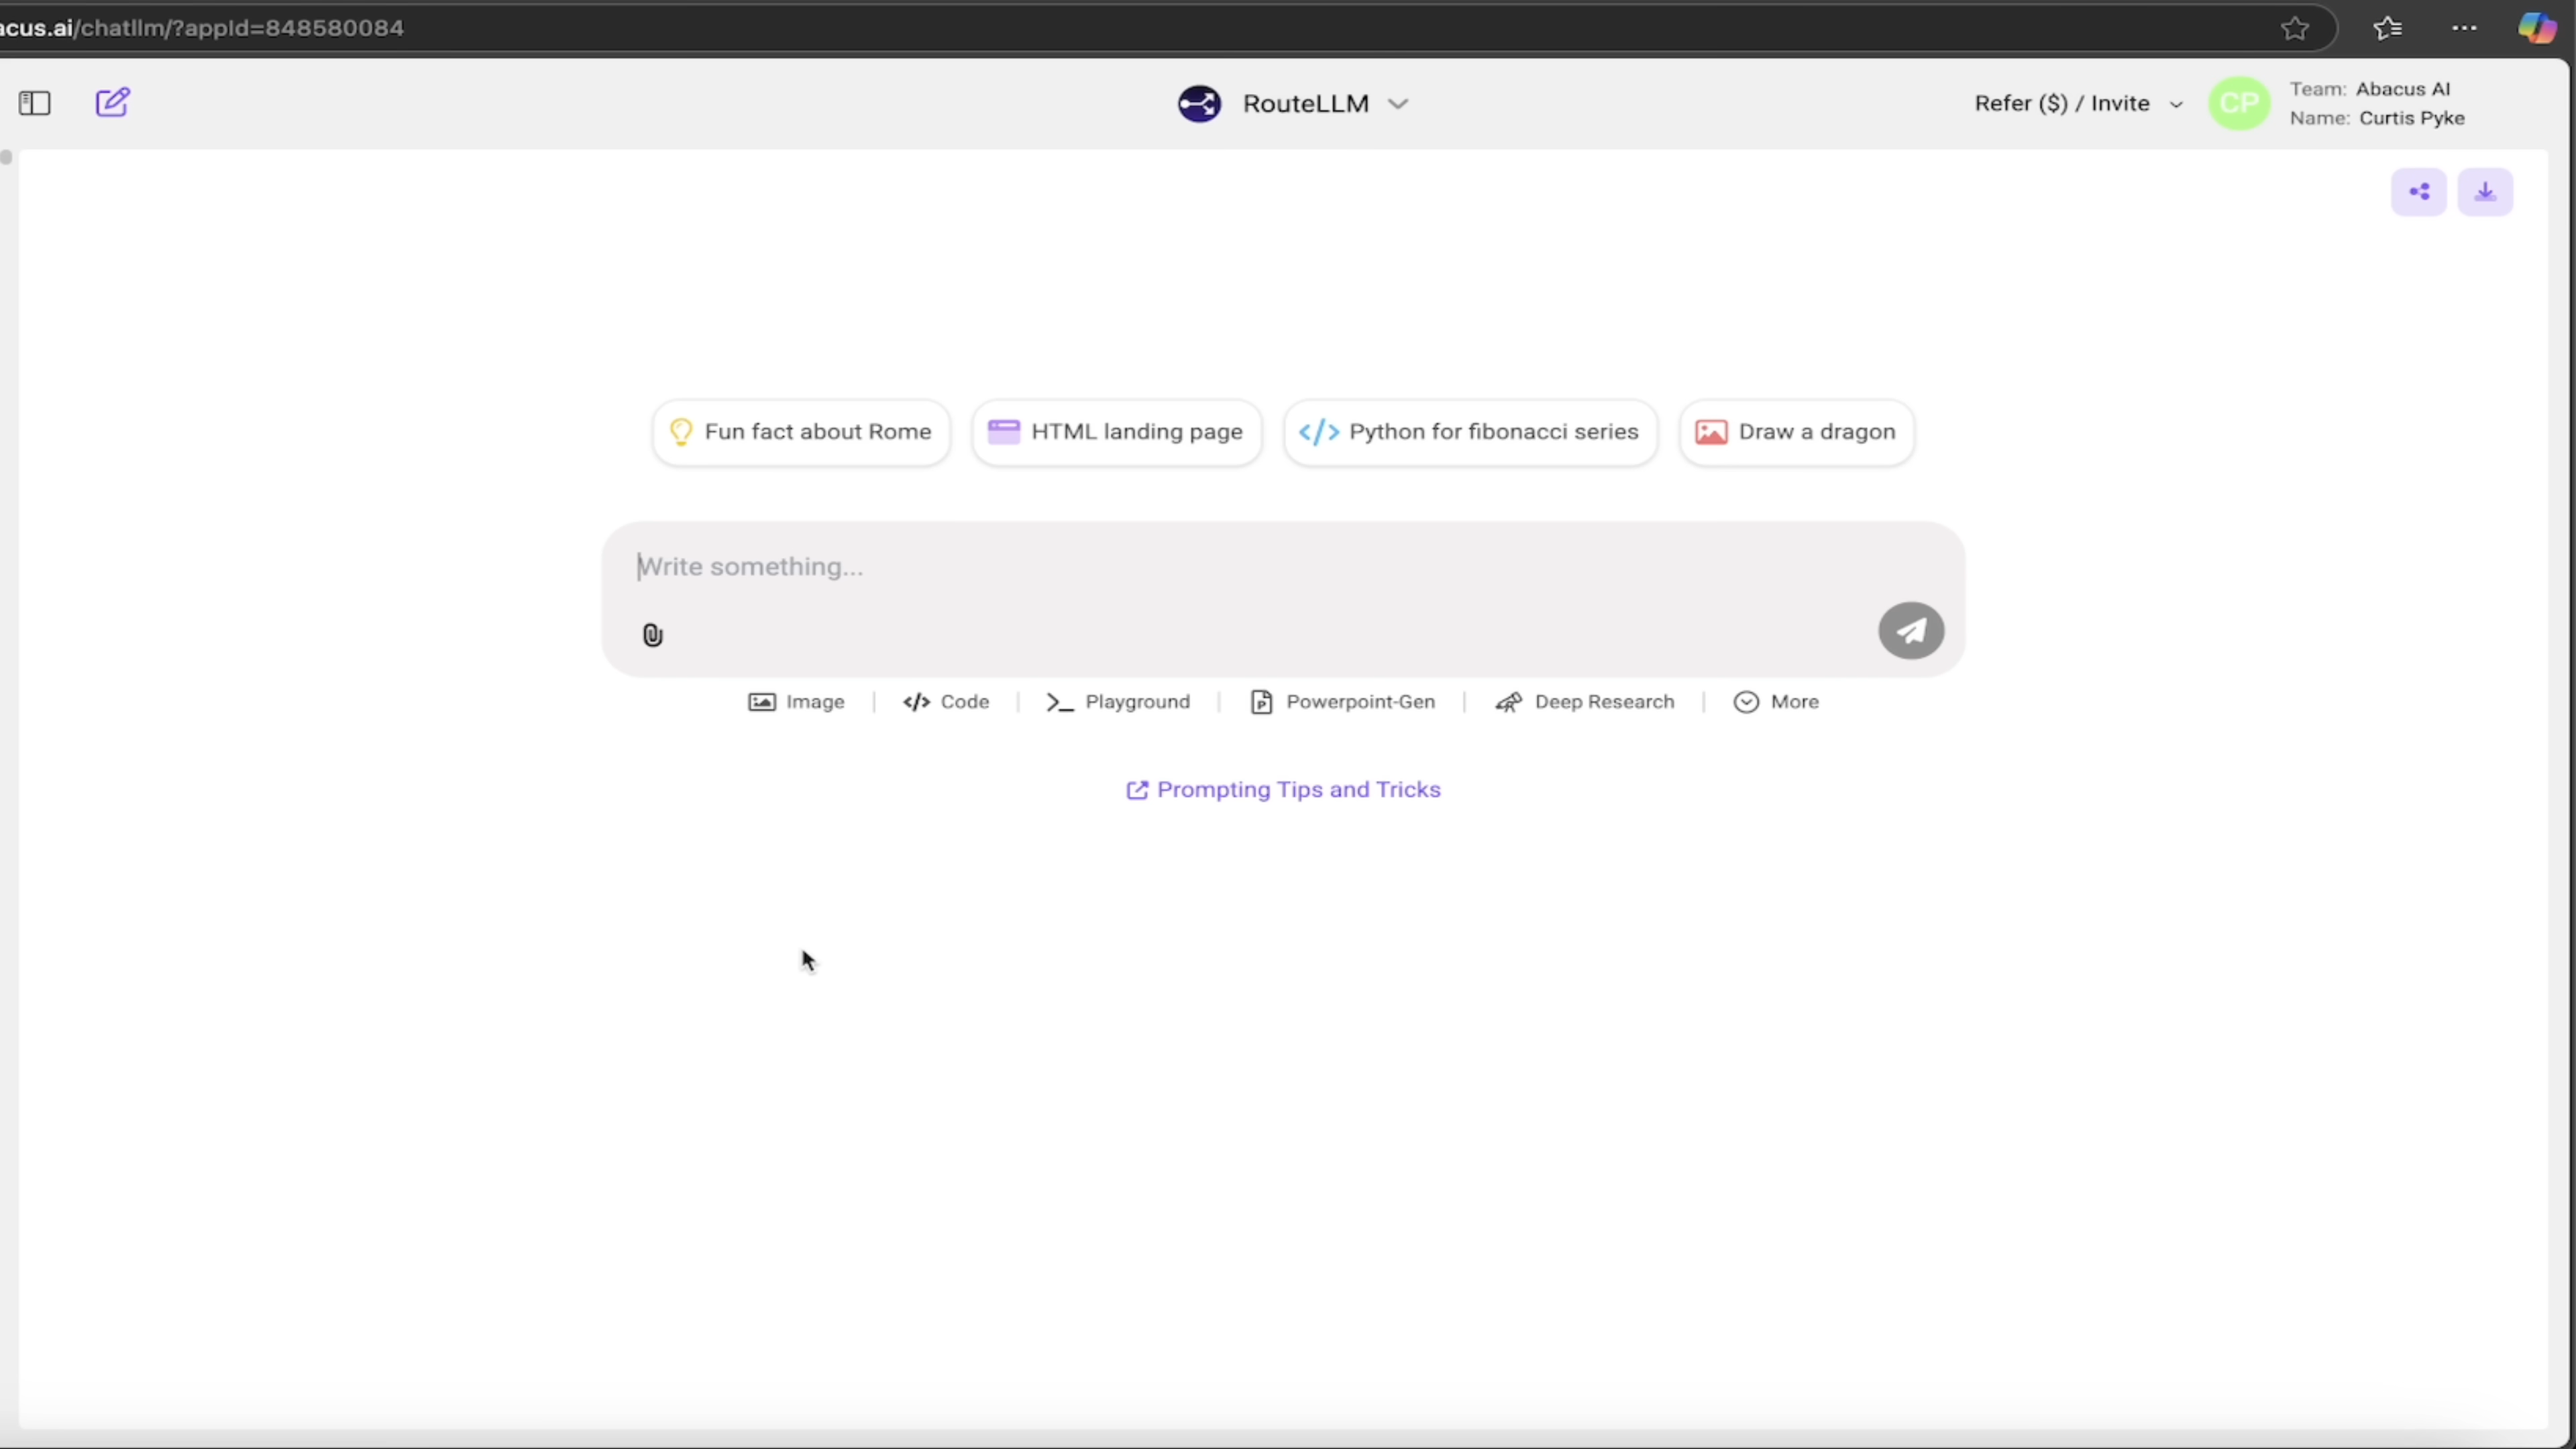 acus.ai/chatllm/?appId=848580084
RouteLLM
Refer ($) / Invite
CP
Team: Abacus AI
Name: Curtis Pyke
Fun fact about Rome
HTML landing page
Python for fibonacci series
Draw a dragon
Write something...
Image
Code
Playground
Powerpoint-Gen
Deep Research
More
Prompting Tips and Tricks